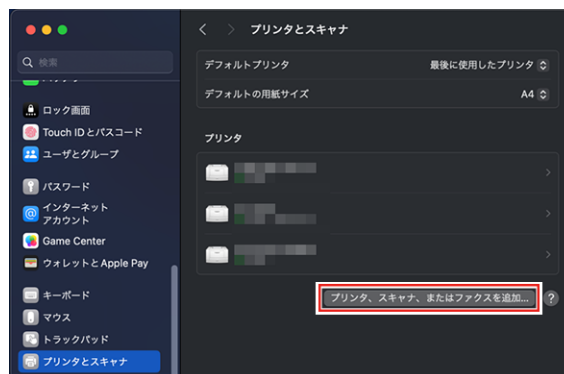 プリンタとスキャナ
検索
デフォルトプリンタ
最後に使用したプリンタ
デフォルトの用紙サイズ
A4
ロック画面
Touch IDとパスコード
ユーザとグループ
パスワード
インターネット
アカウント
Game Center
ウォレットとApple Pay
キーボード
マウス
トラックパッド
プリンタとスキャナ
プリンタ
プリンタ、スキャナ、またはファクスを追加...
?